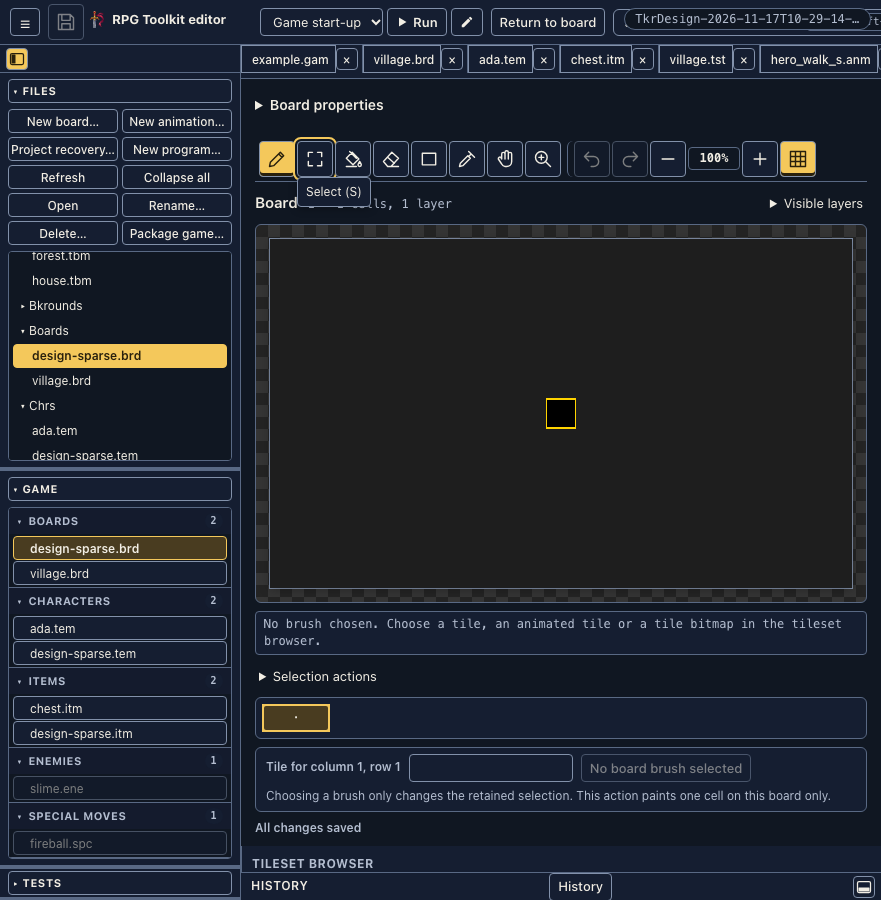 RPG Toolkit editor
Game start-up
Run
Return to board
TkrDesign-2026-11-17T10-29-14-…
FILES
New board…
New animation…
Project recovery…
New program…
Refresh
Collapse all
Open
Rename…
Delete…
Package game…
forest.tbm
house.tbm
Bkrounds
Boards
design-sparse.brd
village.brd
Chrs
ada.tem
design-sparse.tem
GAME
BOARDS 2
design-sparse.brd
village.brd
CHARACTERS 2
ada.tem
design-sparse.tem
ITEMS 2
chest.itm
design-sparse.itm
ENEMIES 1
slime.ene
SPECIAL MOVES 1
fireball.spc
TESTS
example.gam × village.brd × ada.tem × chest.itm × village.tst × hero_walk_s.anm
Board properties
100%
Select (S)
Board
, 1 layer
Visible layers
No brush chosen. Choose a tile, an animated tile or a tile bitmap in the tileset
browser.
Selection actions
Tile for column 1, row 1
No board brush selected
Choosing a brush only changes the retained selection. This action paints one cell on this board only.
All changes saved
TILESET BROWSER
HISTORY
History